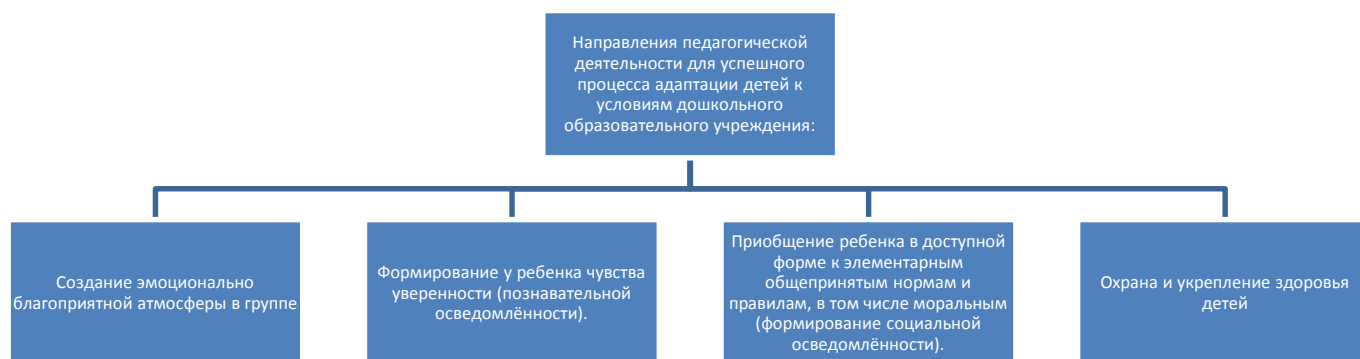 Направления педагогической
деятельности для успешного
процесса адаптации детей к
условиям дошкольного
образовательного учреждения:
Создание эмоционально
благоприятной атмосферы в группе
Формирование у ребенка чувства
уверенности (познавательной
осведомлённости).
Приобщение ребенка в доступной
форме к элементарным
общепринятым нормам и
правилам, в том числе моральным
(формирование социальной
осведомлённости).
Охрана и укрепление здоровья
детей